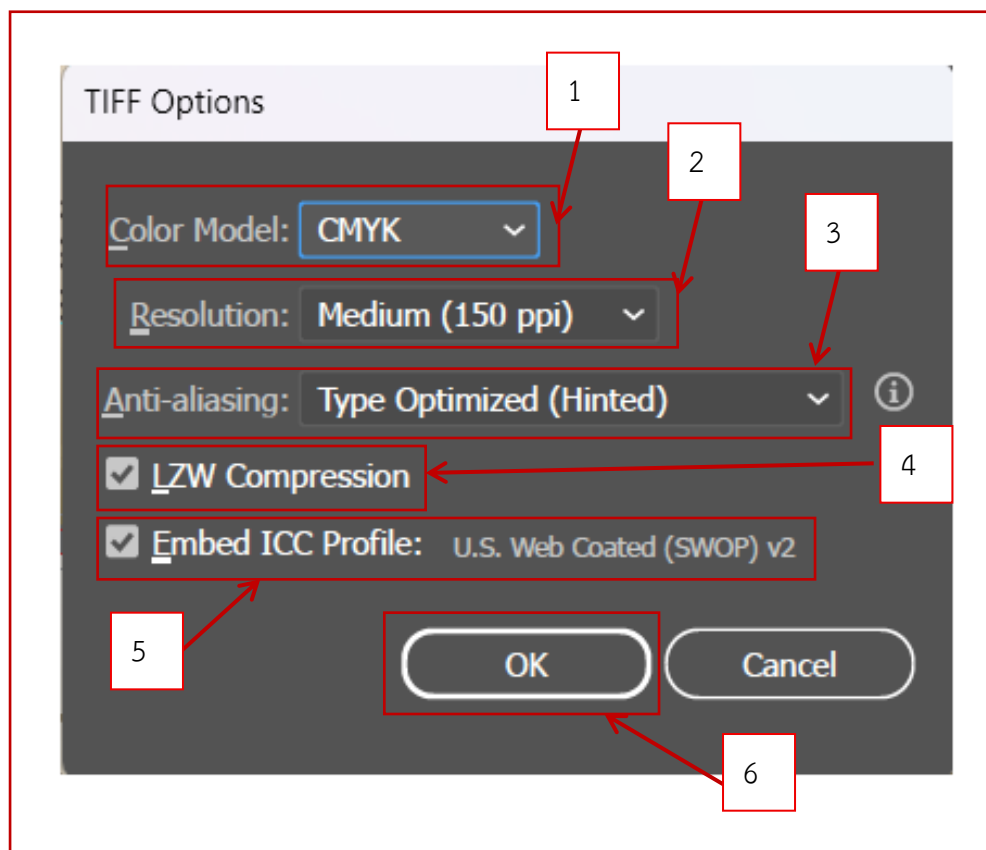 TIFF Options
1
2
Color Model: CMYK
3
Resolution: Medium (150 ppi)
Anti-aliasing: Type Optimized (Hinted)
4
LZW Compression
Embed ICC Profile: U.S. Web Coated (SWOP) v2
5
OK Cancel
6